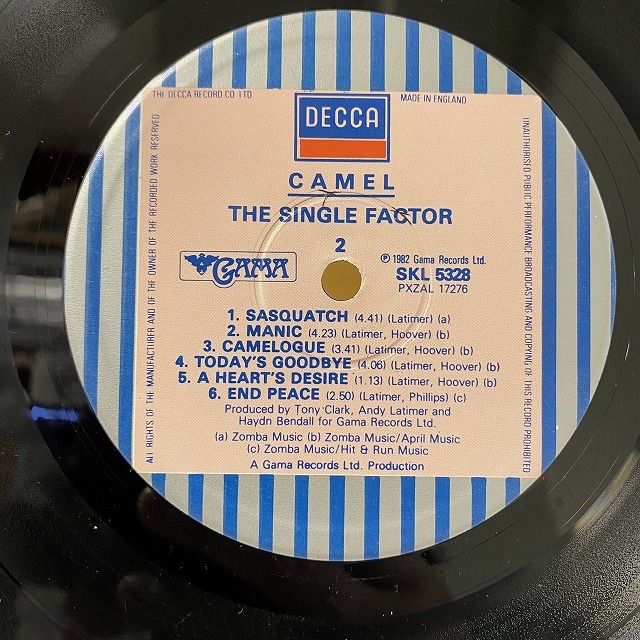 THE DECCA RECORD CO LTD
MADE IN ENGLAND
DECCA
CAMEL
THE SINGLE FACTOR
2
GAMA
℗ 1982 Gama Records Ltd.
SKL 5328
PXZAL 17276
1. SASQUATCH (4.41) (Latimer) (a)
2. MANIC (4.23) (Latimer, Hoover) (b)
3. CAMELOGUE (3.41) (Latimer, Hoover) (b)
4. TODAY'S GOODBYE (4.06) (Latimer, Hoover) (b)
5. A HEART'S DESIRE (1.13) (Latimer, Hoover) (b)
6. END PEACE (2.50) (Latimer, Phillips) (c)
Produced by Tony Clark, Andy Latimer and
Haydn Bendall for Gama Records Ltd.
(a) Zomba Music (b) Zomba Music/April Music
(c) Zomba Music/Hit & Run Music
A Gama Records Ltd. Production
ALL RIGHTS OF THE MANUFACTURER AND OF THE OWNER OF THE RECORDED WORK RESERVED
UNAUTHORISED PUBLIC PERFORMANCE BROADCASTING AND COPYING OF THIS RECORD PROHIBITED